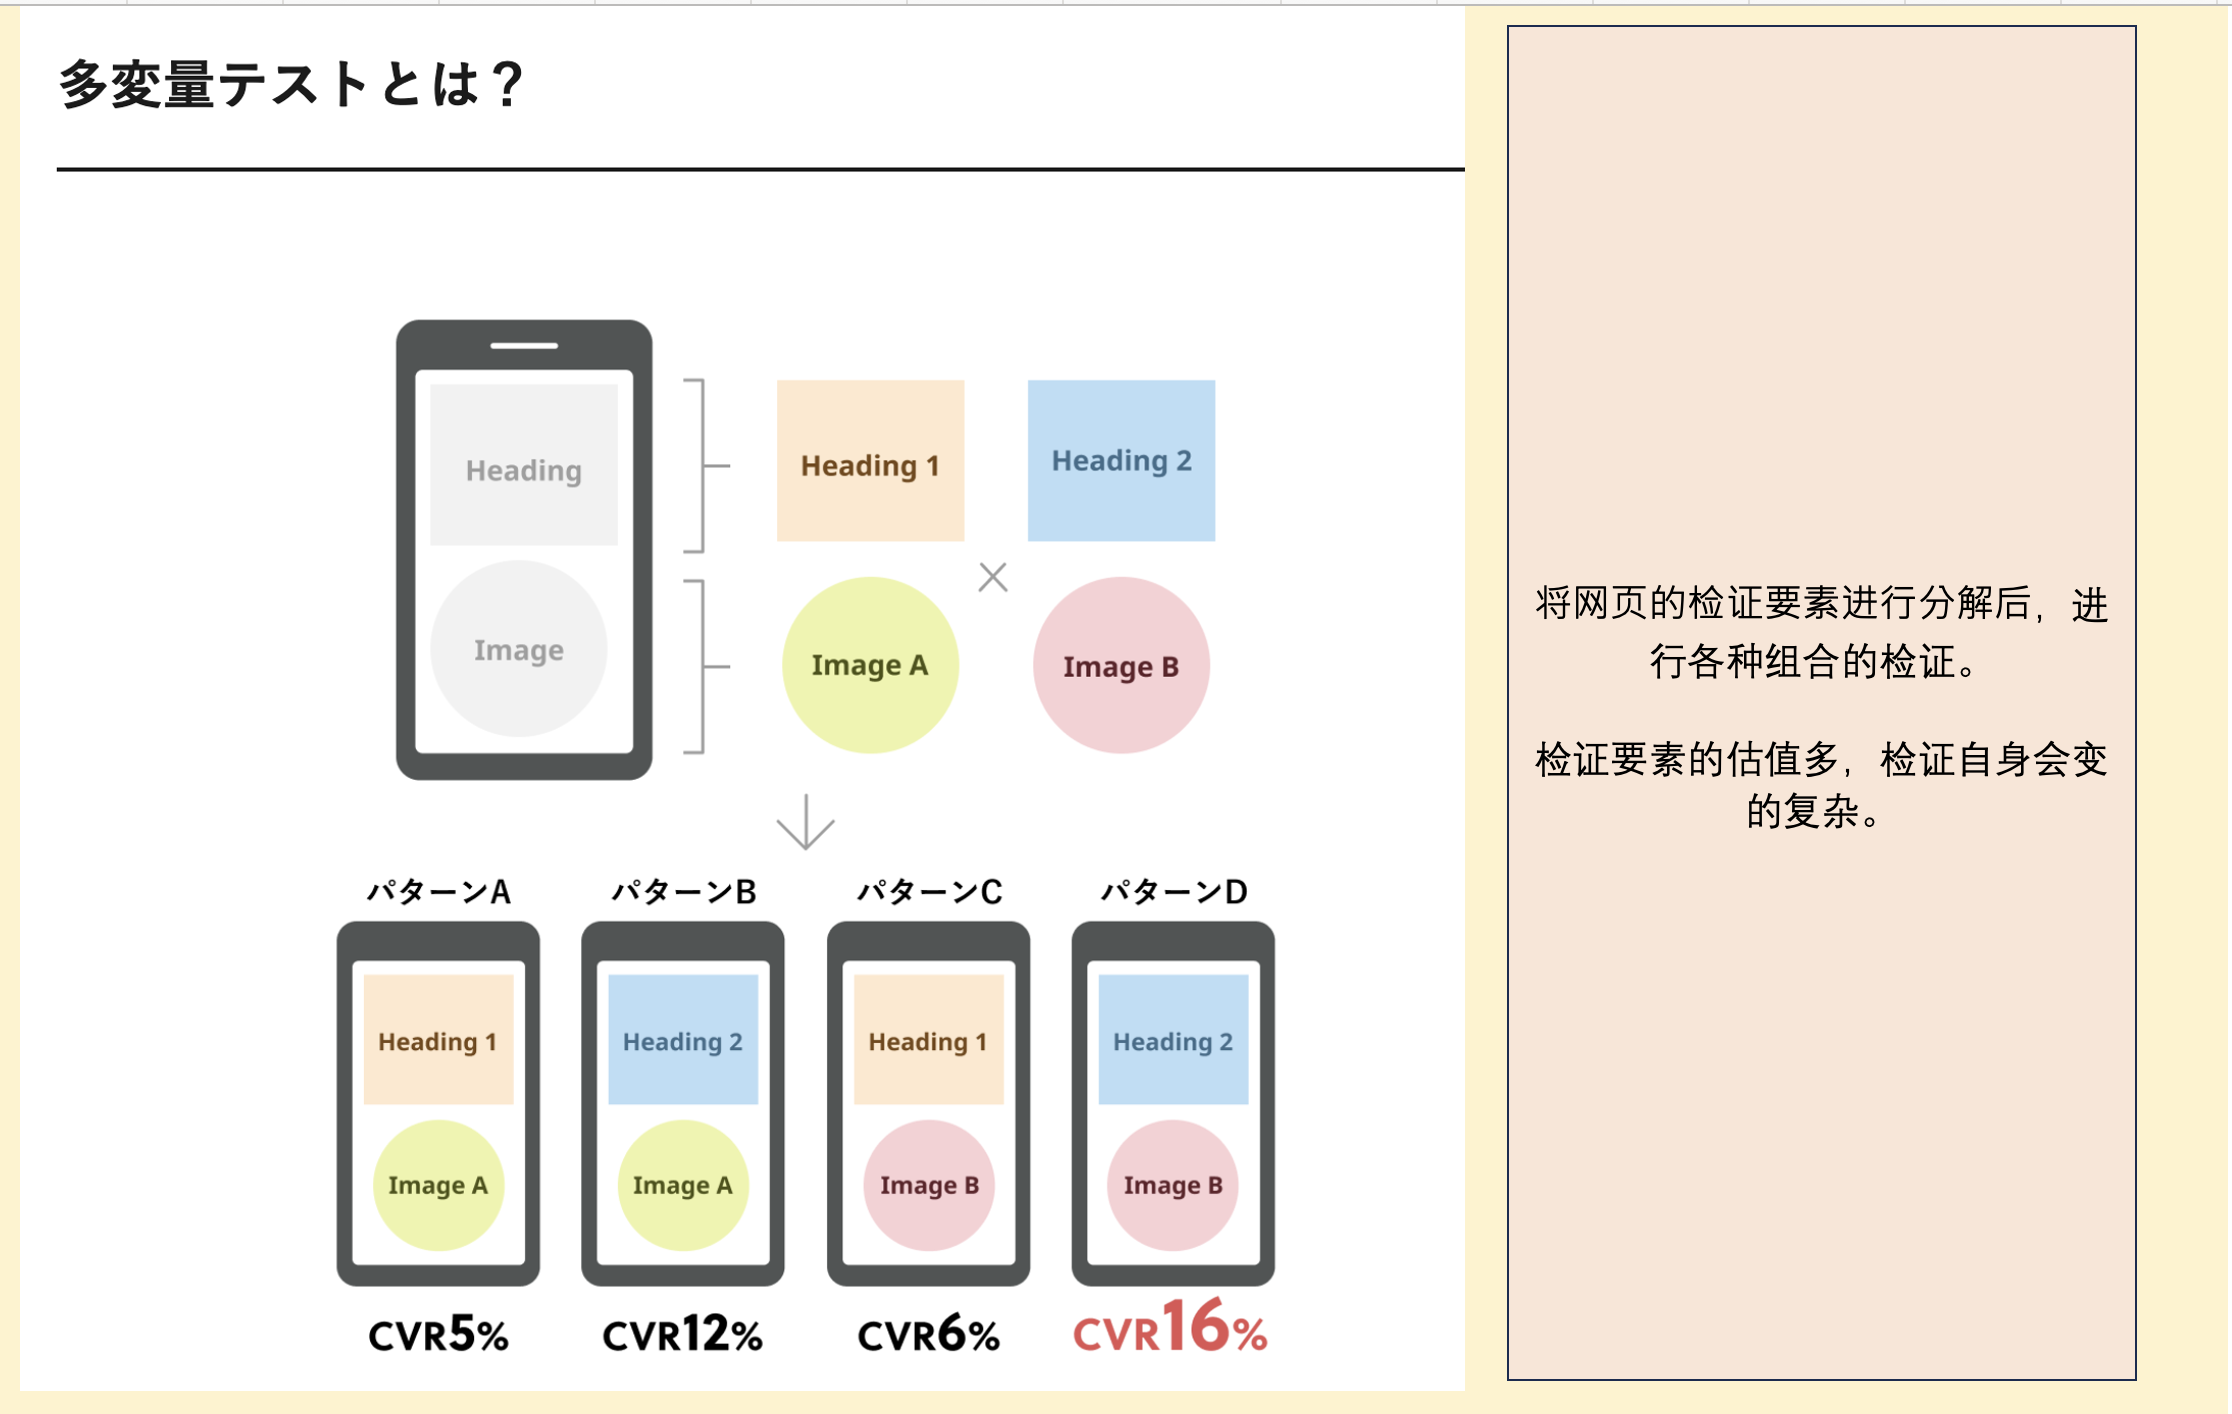 多変量テストとは？
Heading
Heading 1
Heading 2
Image
Image A
Image B
パターンA
パターンB
パターンC
パターンD
Heading 1
Heading 2
Heading 1
Heading 2
Image A
Image A
Image B
Image B
CVR5%
CVR12%
CVR6%
CVR16%
将网页的检证要素进行分解后，进
行各种组合的检证。
检证要素的估值多，检证自身会变
的复杂。